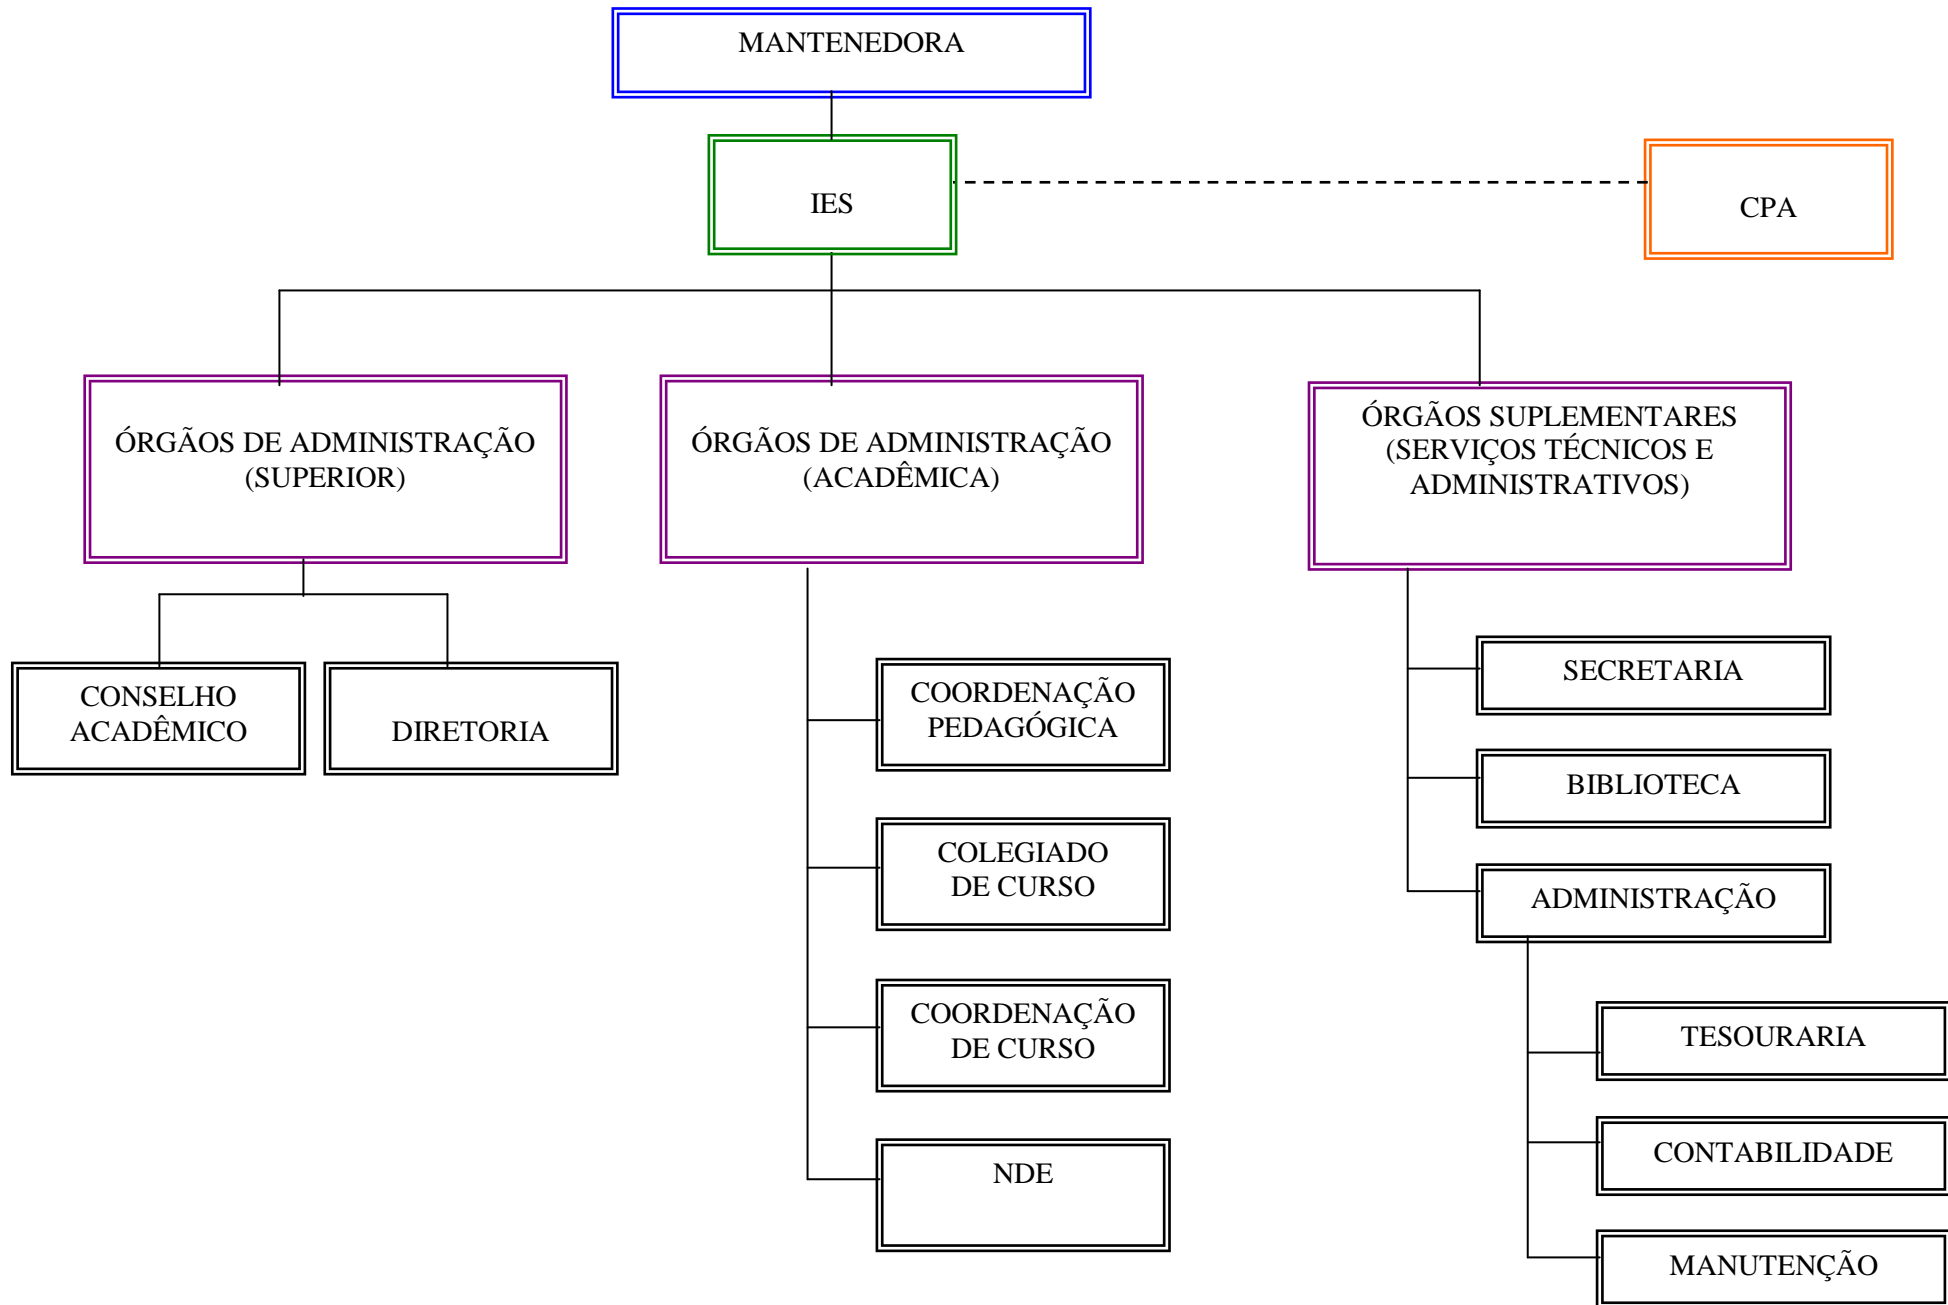 MANTENEDORA
IES
CPA
ÓRGÃOS DE ADMINISTRAÇÃO
(SUPERIOR)
ÓRGÃOS DE ADMINISTRAÇÃO
(ACADÊMICA)
ÓRGÃOS SUPLEMENTARES
(SERVIÇOS TÉCNICOS E
ADMINISTRATIVOS)
CONSELHO
ACADÊMICO
DIRETORIA
COORDENAÇÃO
PEDAGÓGICA
COLEGIADO
DE CURSO
COORDENAÇÃO
DE CURSO
NDE
SECRETARIA
BIBLIOTECA
ADMINISTRAÇÃO
TESOURARIA
CONTABILIDADE
MANUTENÇÃO